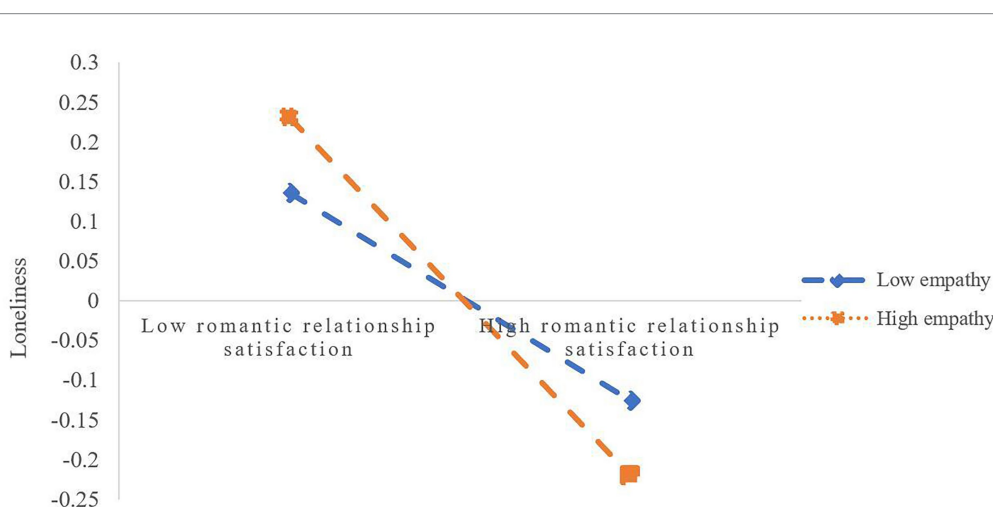 0.3
0.25
0.2
0.15
0.1
0.05
0
-0.05
-0.1
-0.15
-0.2
-0.25
Loneliness
Low romantic relationship
satisfaction
High romantic relationship
satisfaction
Low empathy
High empathy